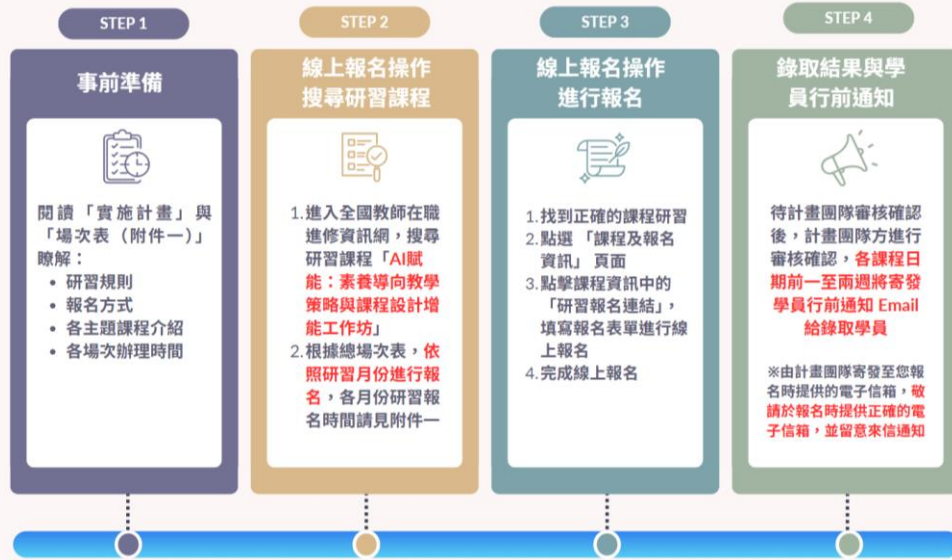 STEP 1
事前準備
閱讀「實施計畫」與
「場次表（附件一）」
瞭解：
• 研習規則
• 報名方式
• 各主題課程介紹
• 各場次辦理時間
STEP 2
線上報名操作
搜尋研習課程
1. 進入全國教師在職
進修資訊網，搜尋
研習課程「AI賦
能：素養導向教學
策略與課程設計增
能工作坊」
2. 根據總場次表，依
照研習月份進行報
名，各月份研習報
名時間請見附件一
STEP 3
線上報名操作
進行報名
1. 找到正確的課程研習
2. 點選「課程及報名
資訊」 頁面
3. 點擊課程資訊中的
「研習報名連結」，
填寫報名表單進行線
上報名
4. 完成線上報名
STEP 4
錄取結果與學
員行前通知
待計畫團隊審核確認
後，計畫團隊方進行
審核確認，各課程日
期前一至兩週將寄發
學員行前通知 Email
給錄取學員
※由計畫團隊寄發至您報
名時提供的電子信箱，敬
請於報名時提供正確的電
子信箱，並留意來信通知